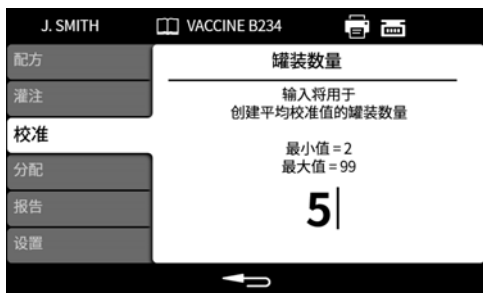 J. SMITH
VACCINE B234
配方
灌注
校准
分配
报告
设置
罐装数量
输入将用于
创建平均校准值的罐装数量
最小值 = 2
最大值 = 99
5